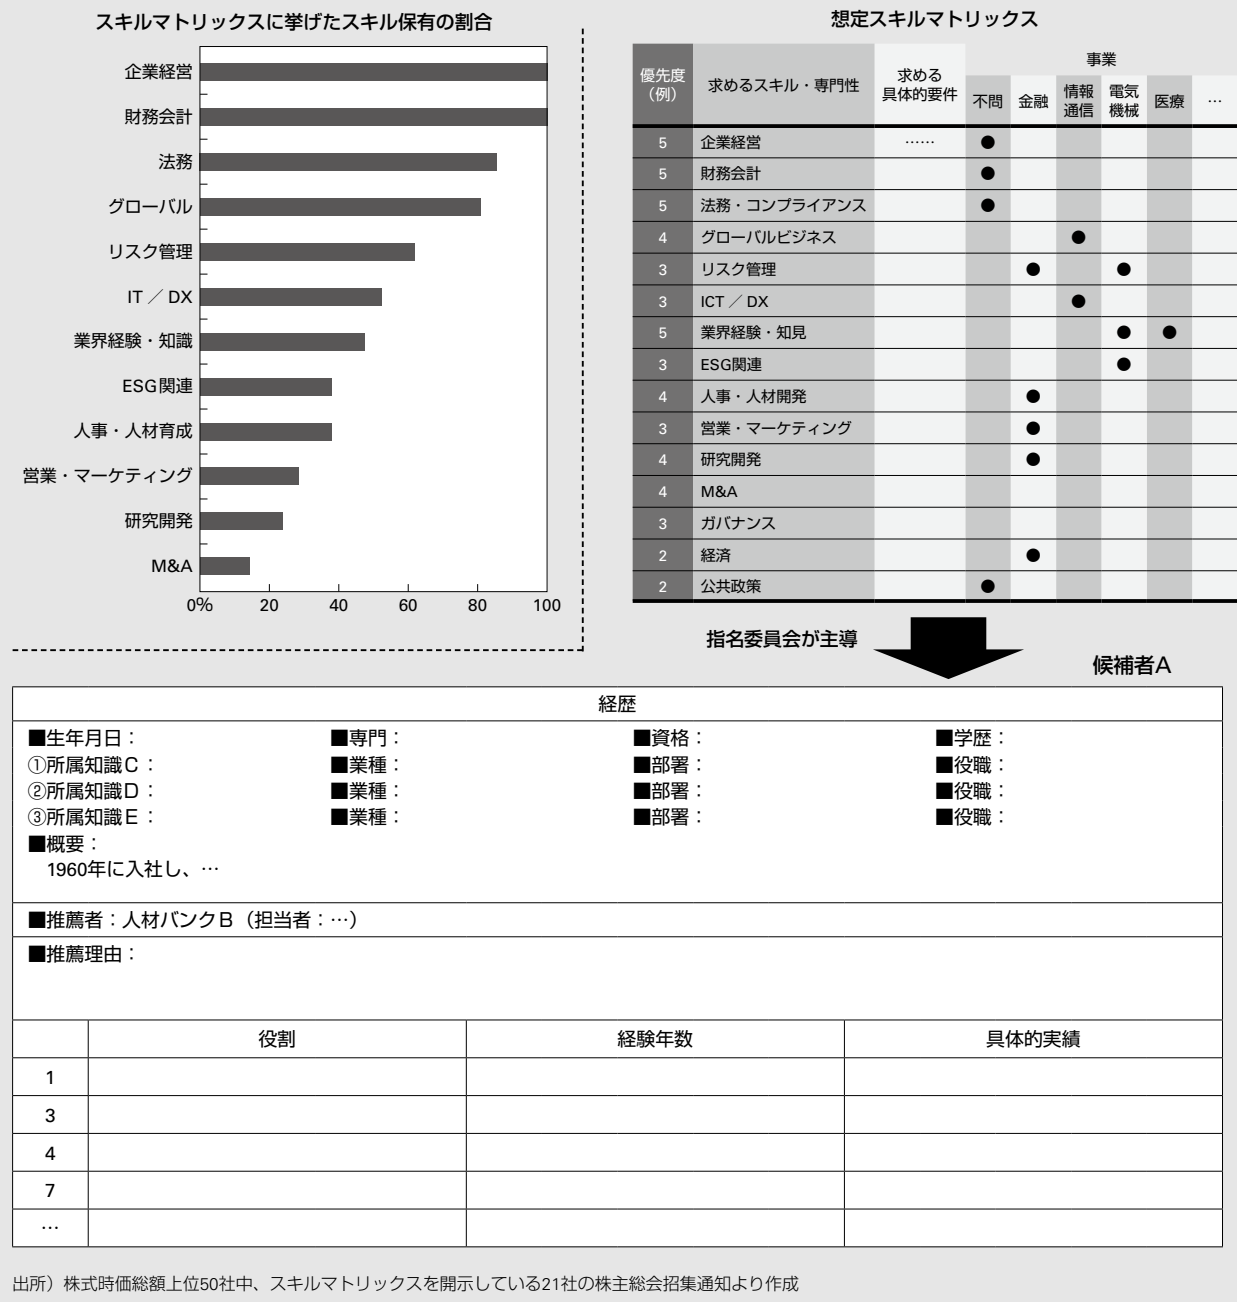 スキルマトリックスに挙げたスキル保有の割合
企業経営
財務会計
法務
グローバル
リスク管理
IT ／ DX
業界経験・知識
ESG関連
人事・人材育成
営業・マーケティング
研究開発
M&A
0% 20 40 60 80 100
想定スキルマトリックス
優先度（例） 求めるスキル・専門性 求める具体的要件 事業
不問 金融 情報通信 電気機械 医療 …
5 企業経営 …… ●
5 財務会計 ●
5 法務・コンプライアンス ●
4 グローバルビジネス ●
3 リスク管理 ● ●
3 ICT ／ DX ●
5 業界経験・知見 ● ●
3 ESG関連 ●
4 人事・人材開発 ●
3 営業・マーケティング ●
4 研究開発 ●
4 M&A
3 ガバナンス
2 経済 ●
2 公共政策 ●
指名委員会が主導
候補者A
経歴
■生年月日： ■専門： ■資格： ■学歴：
①所属知識C： ■業種： ■部署： ■役職：
②所属知識D： ■業種： ■部署： ■役職：
③所属知識E： ■業種： ■部署： ■役職：
■概要：
1960年に入社し、…
■推薦者：人材バンクB（担当者：…）
■推薦理由：
役割 経験年数 具体的実績
1
3
4
7
…
出所）株式時価総額上位50社中、スキルマトリックスを開示している21社の株主総会招集通知より作成